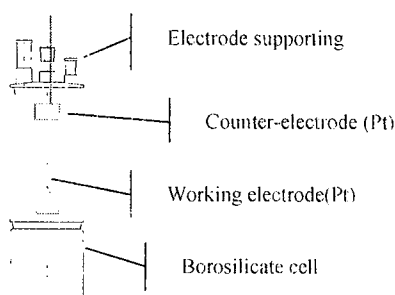 Electrode supporting
Counter-electrode (Pt)
Working electrode(Pt)
Borosilicate cell